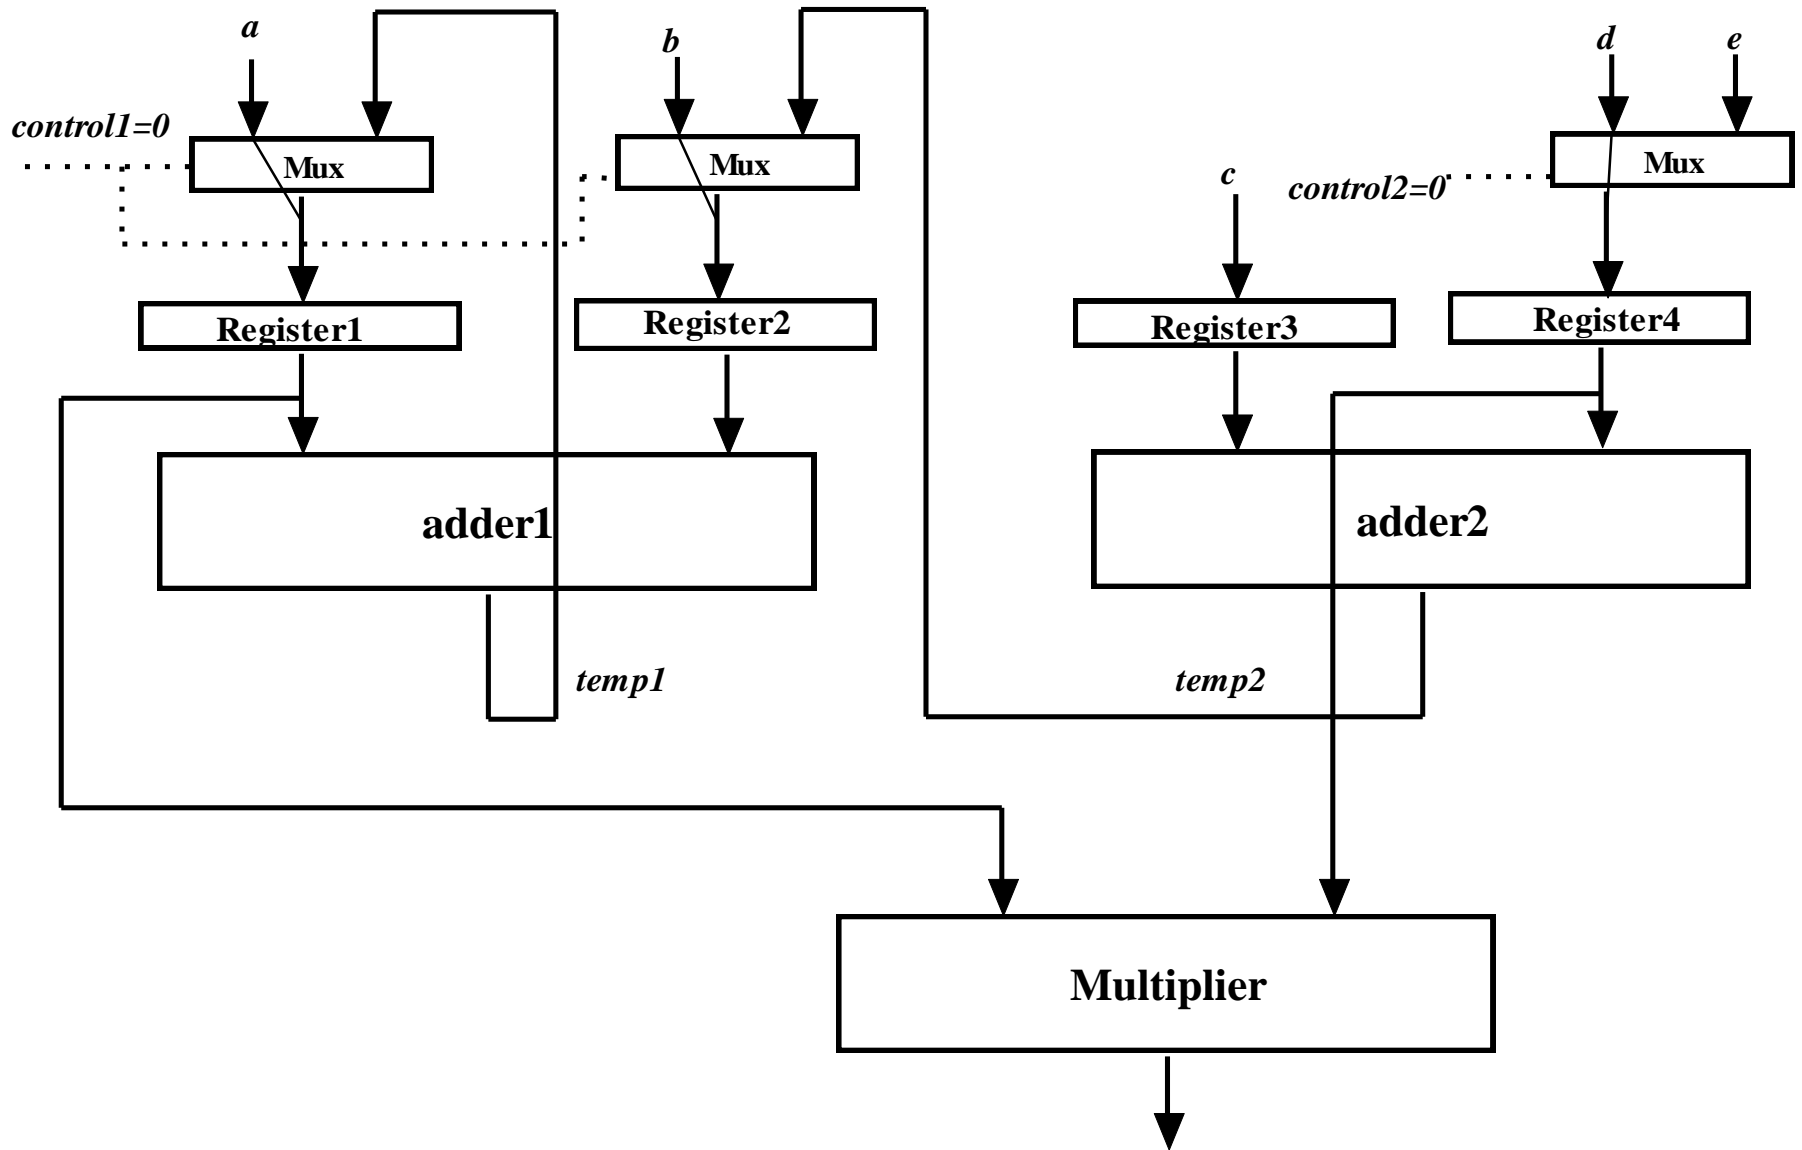 a
b
d
e
control1=0
Mux
Mux
Mux
c
control2=0
Register1
Register2
Register3
Register4
adder1
adder2
temp1
temp2
Multiplier